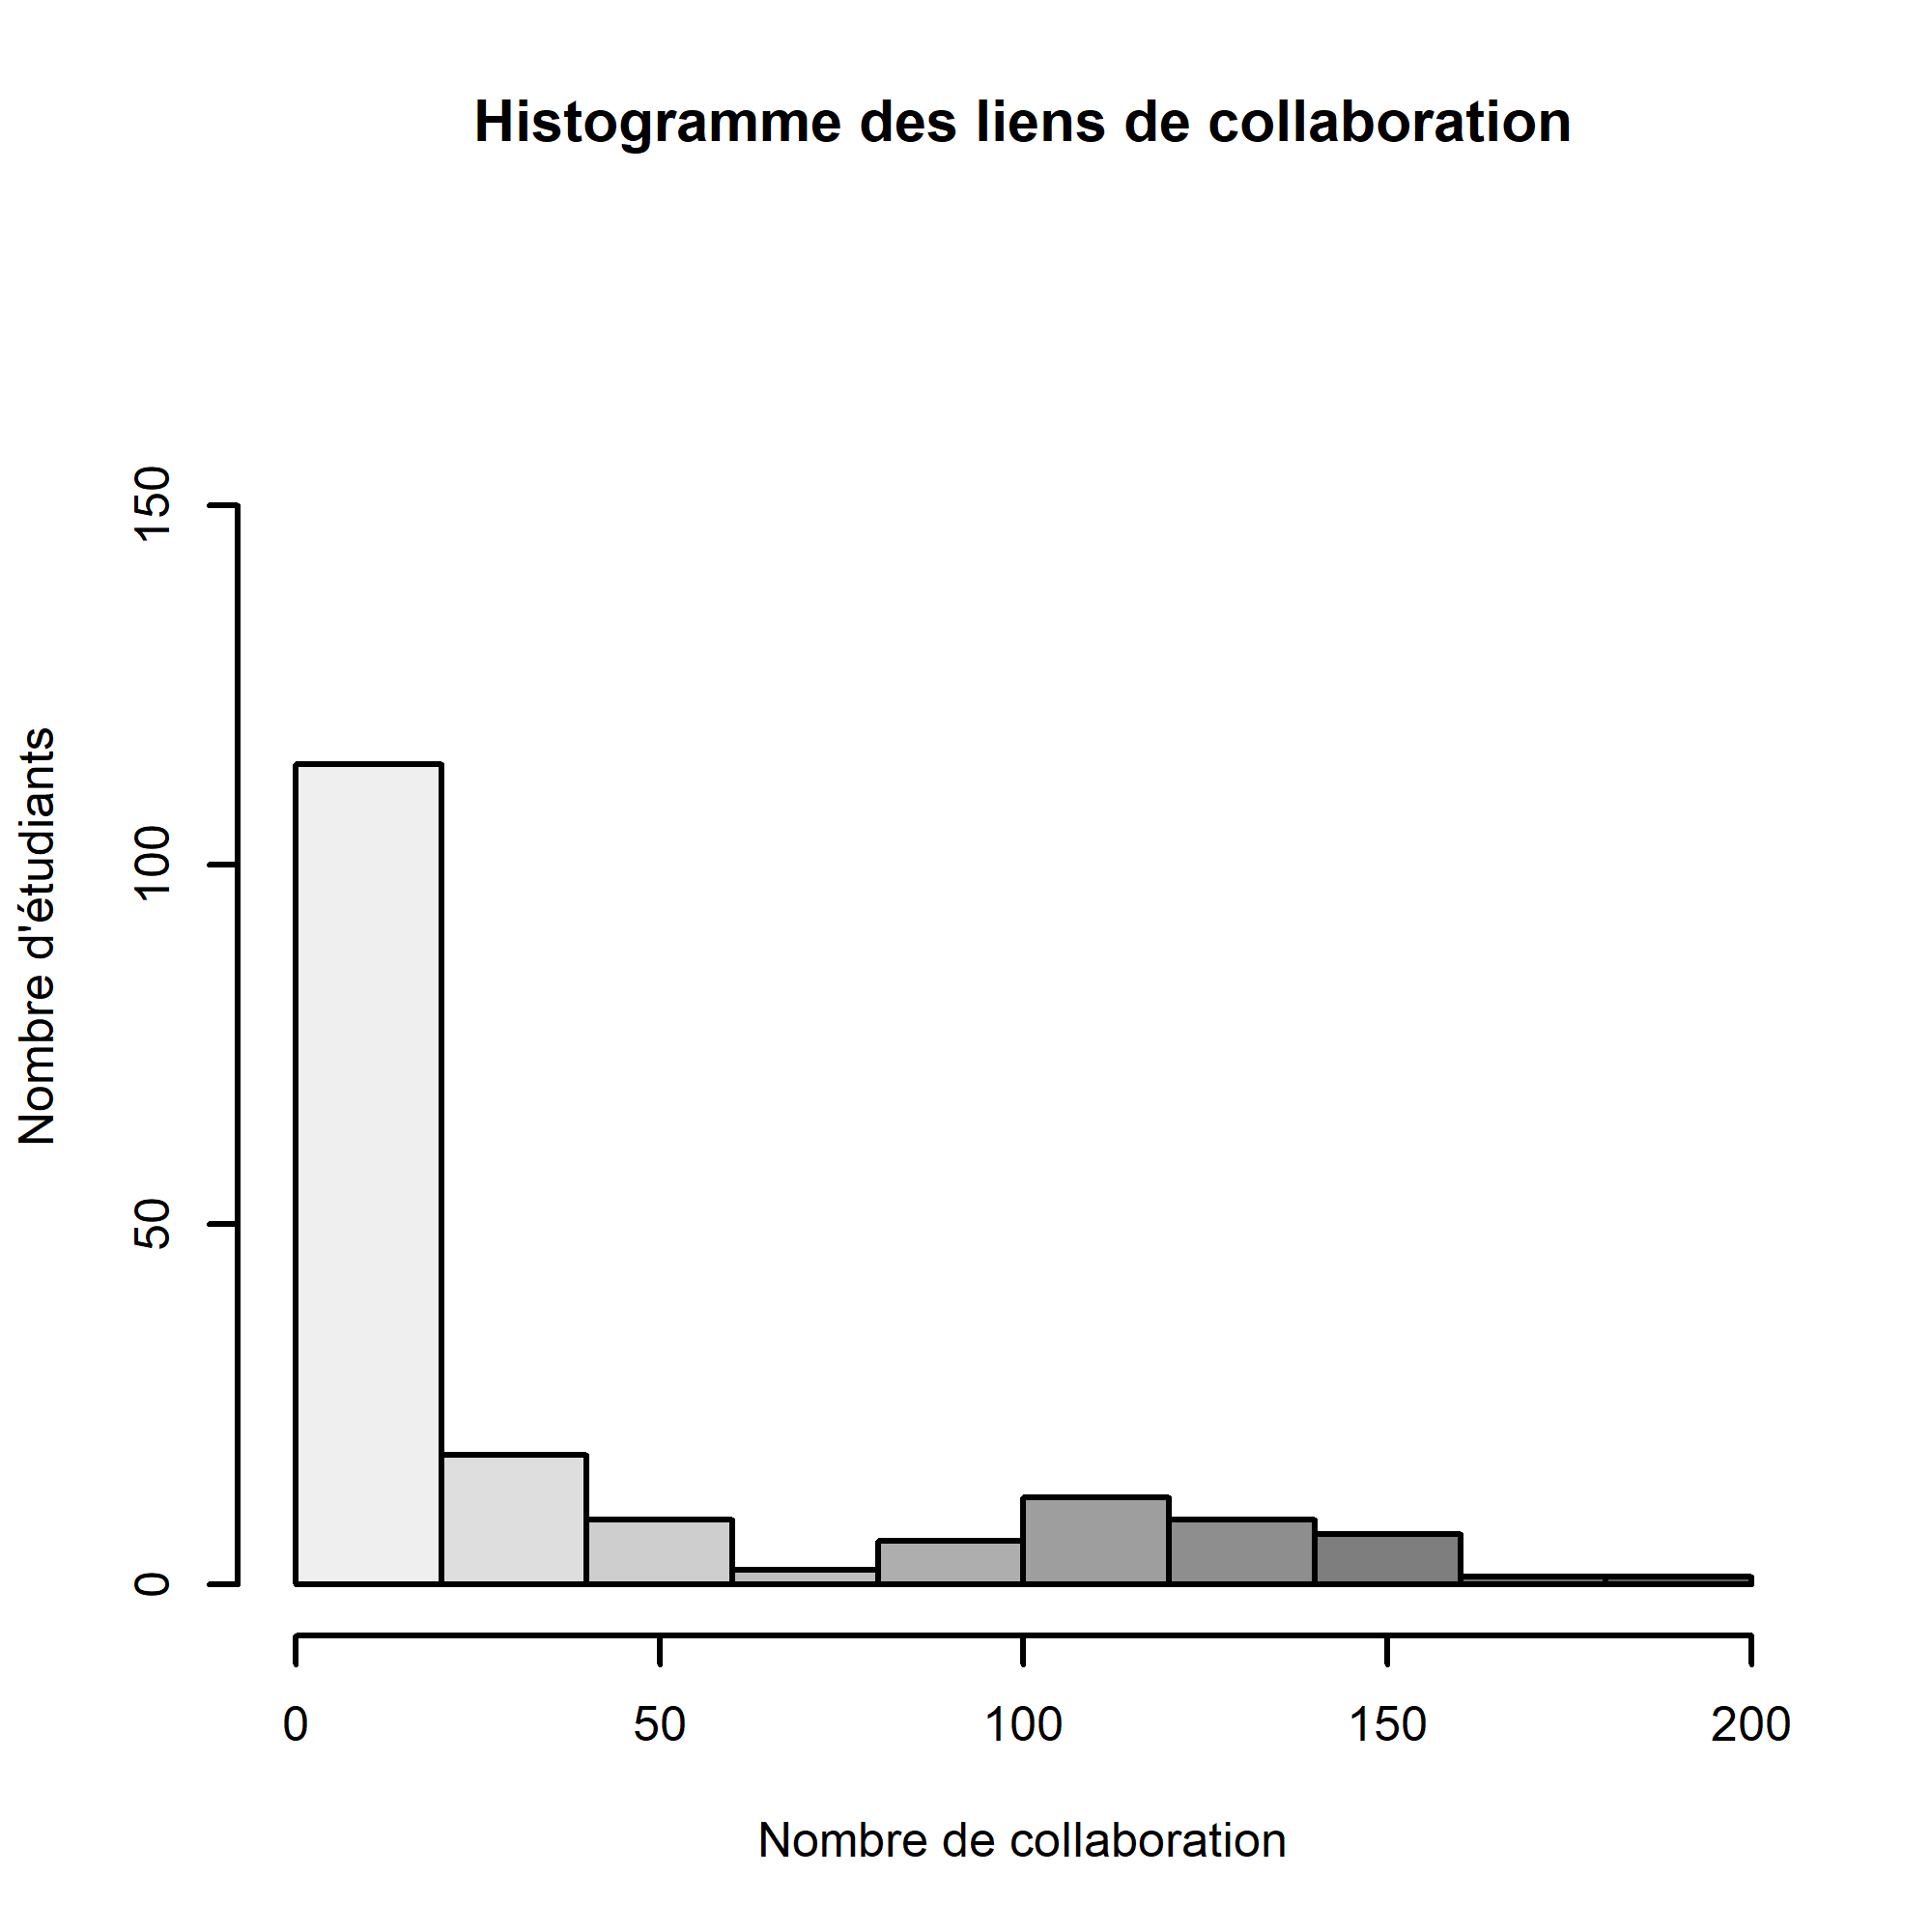 Histogramme des liens de collaboration
Nombre d'étudiants
150
100
50
0
0 50 100 150 200
Nombre de collaboration